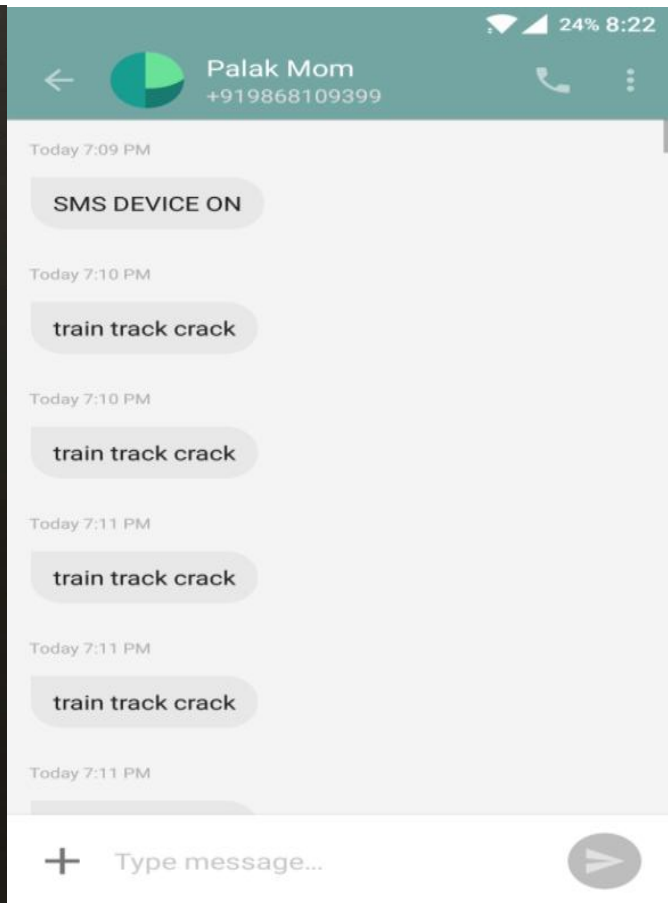 24% 8:22
Palak Mom
+919868109399
Today 7:09 PM
SMS DEVICE ON
Today 7:10 PM
train track crack
Today 7:10 PM
train track crack
Today 7:11 PM
train track crack
Today 7:11 PM
train track crack
Today 7:11 PM
Type message...